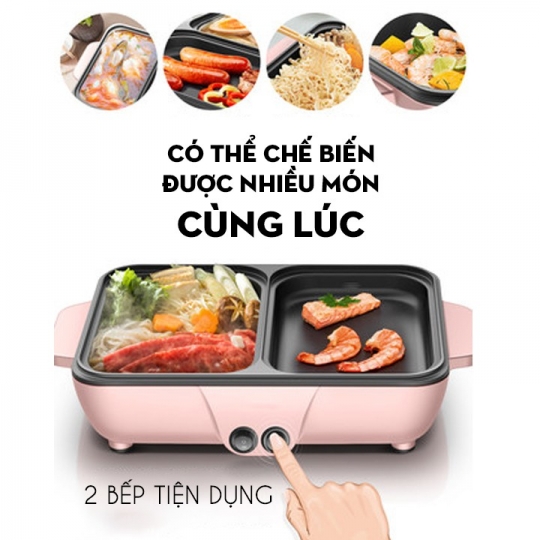 CÓ THỂ CHẾ BIẾN
ĐƯỢC NHIỀU MÓN
CÙNG LÚC
2 BẾP TIỆN DỤNG